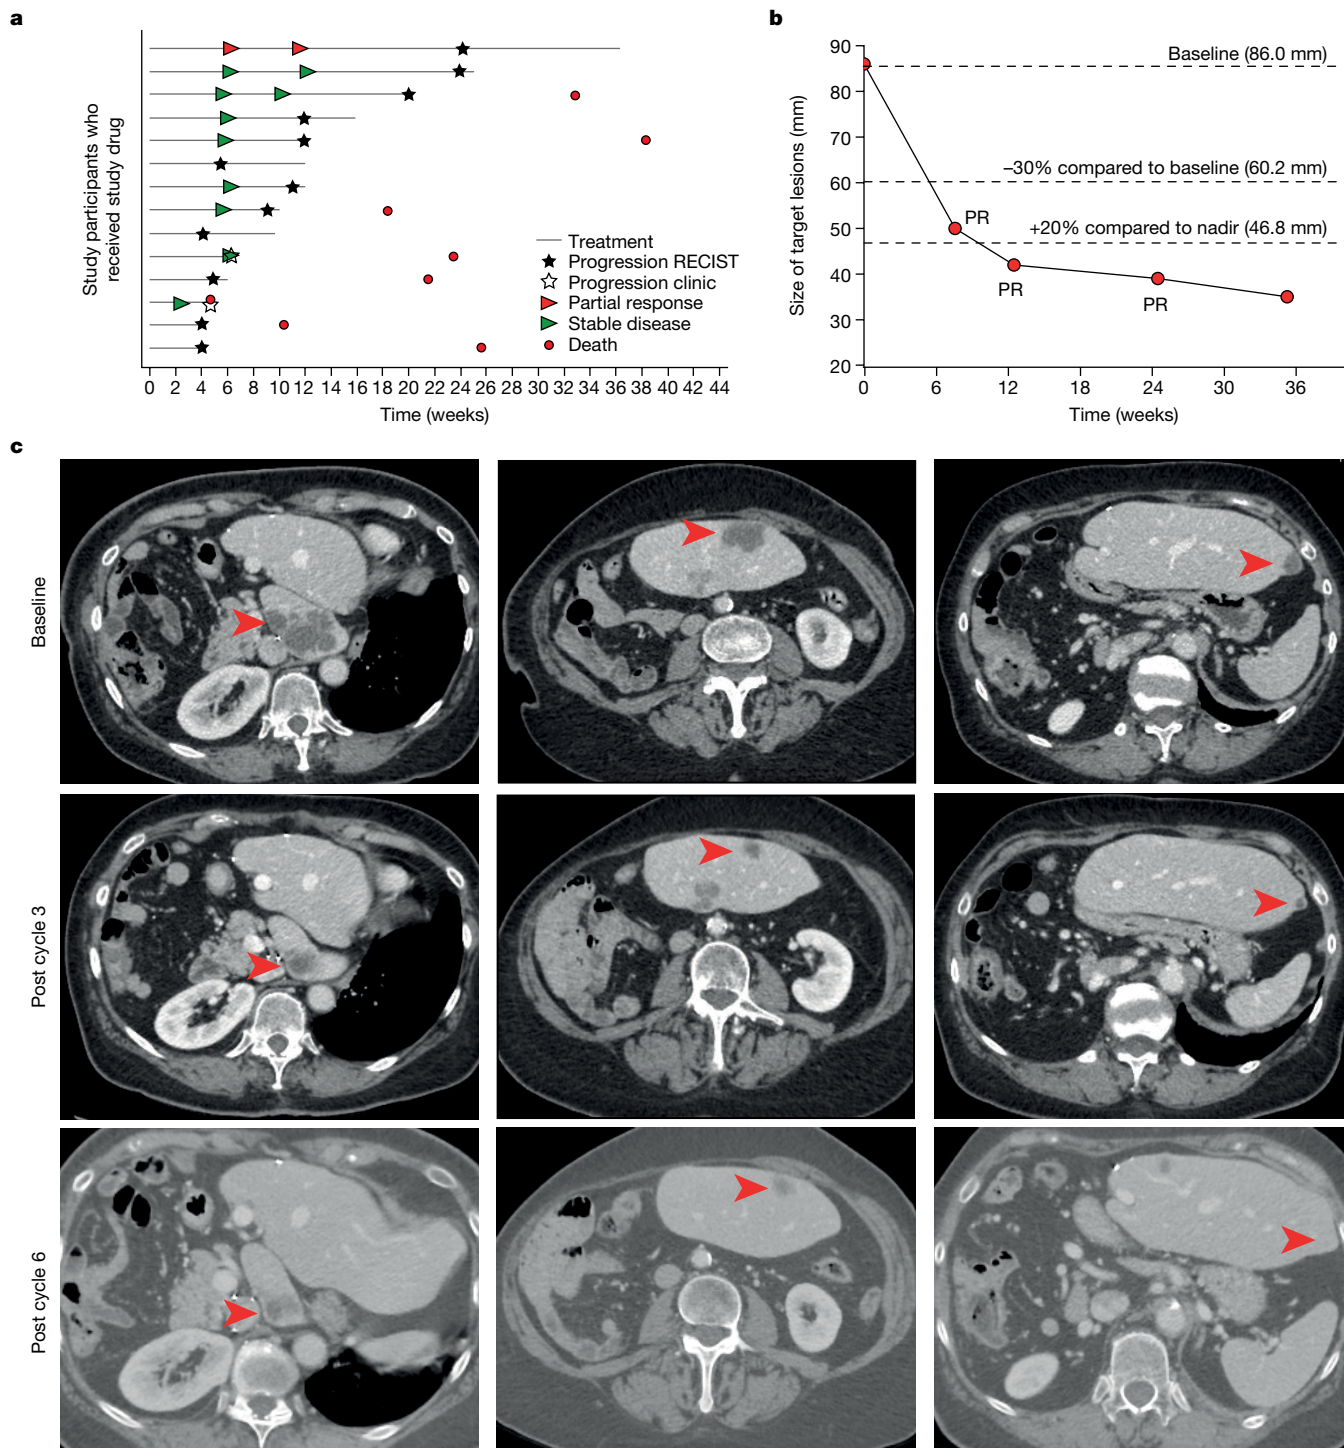 a
Study participants who
received study drug
Treatment
Progression RECIST
Progression clinic
Partial response
Stable disease
Death
0 2 4 6 8 10 12 14 16 18 20 22 24 26 28 30 32 34 36 38 40 42 44
Time (weeks)
b
Size of target lesions (mm)
90
80
70
60
50
40
30
20
Baseline (86.0 mm)
–30% compared to baseline (60.2 mm)
+20% compared to nadir (46.8 mm)
PR
PR
PR
0 6 12 18 24 30 36
Time (weeks)
c
Baseline
Post cycle 3
Post cycle 6